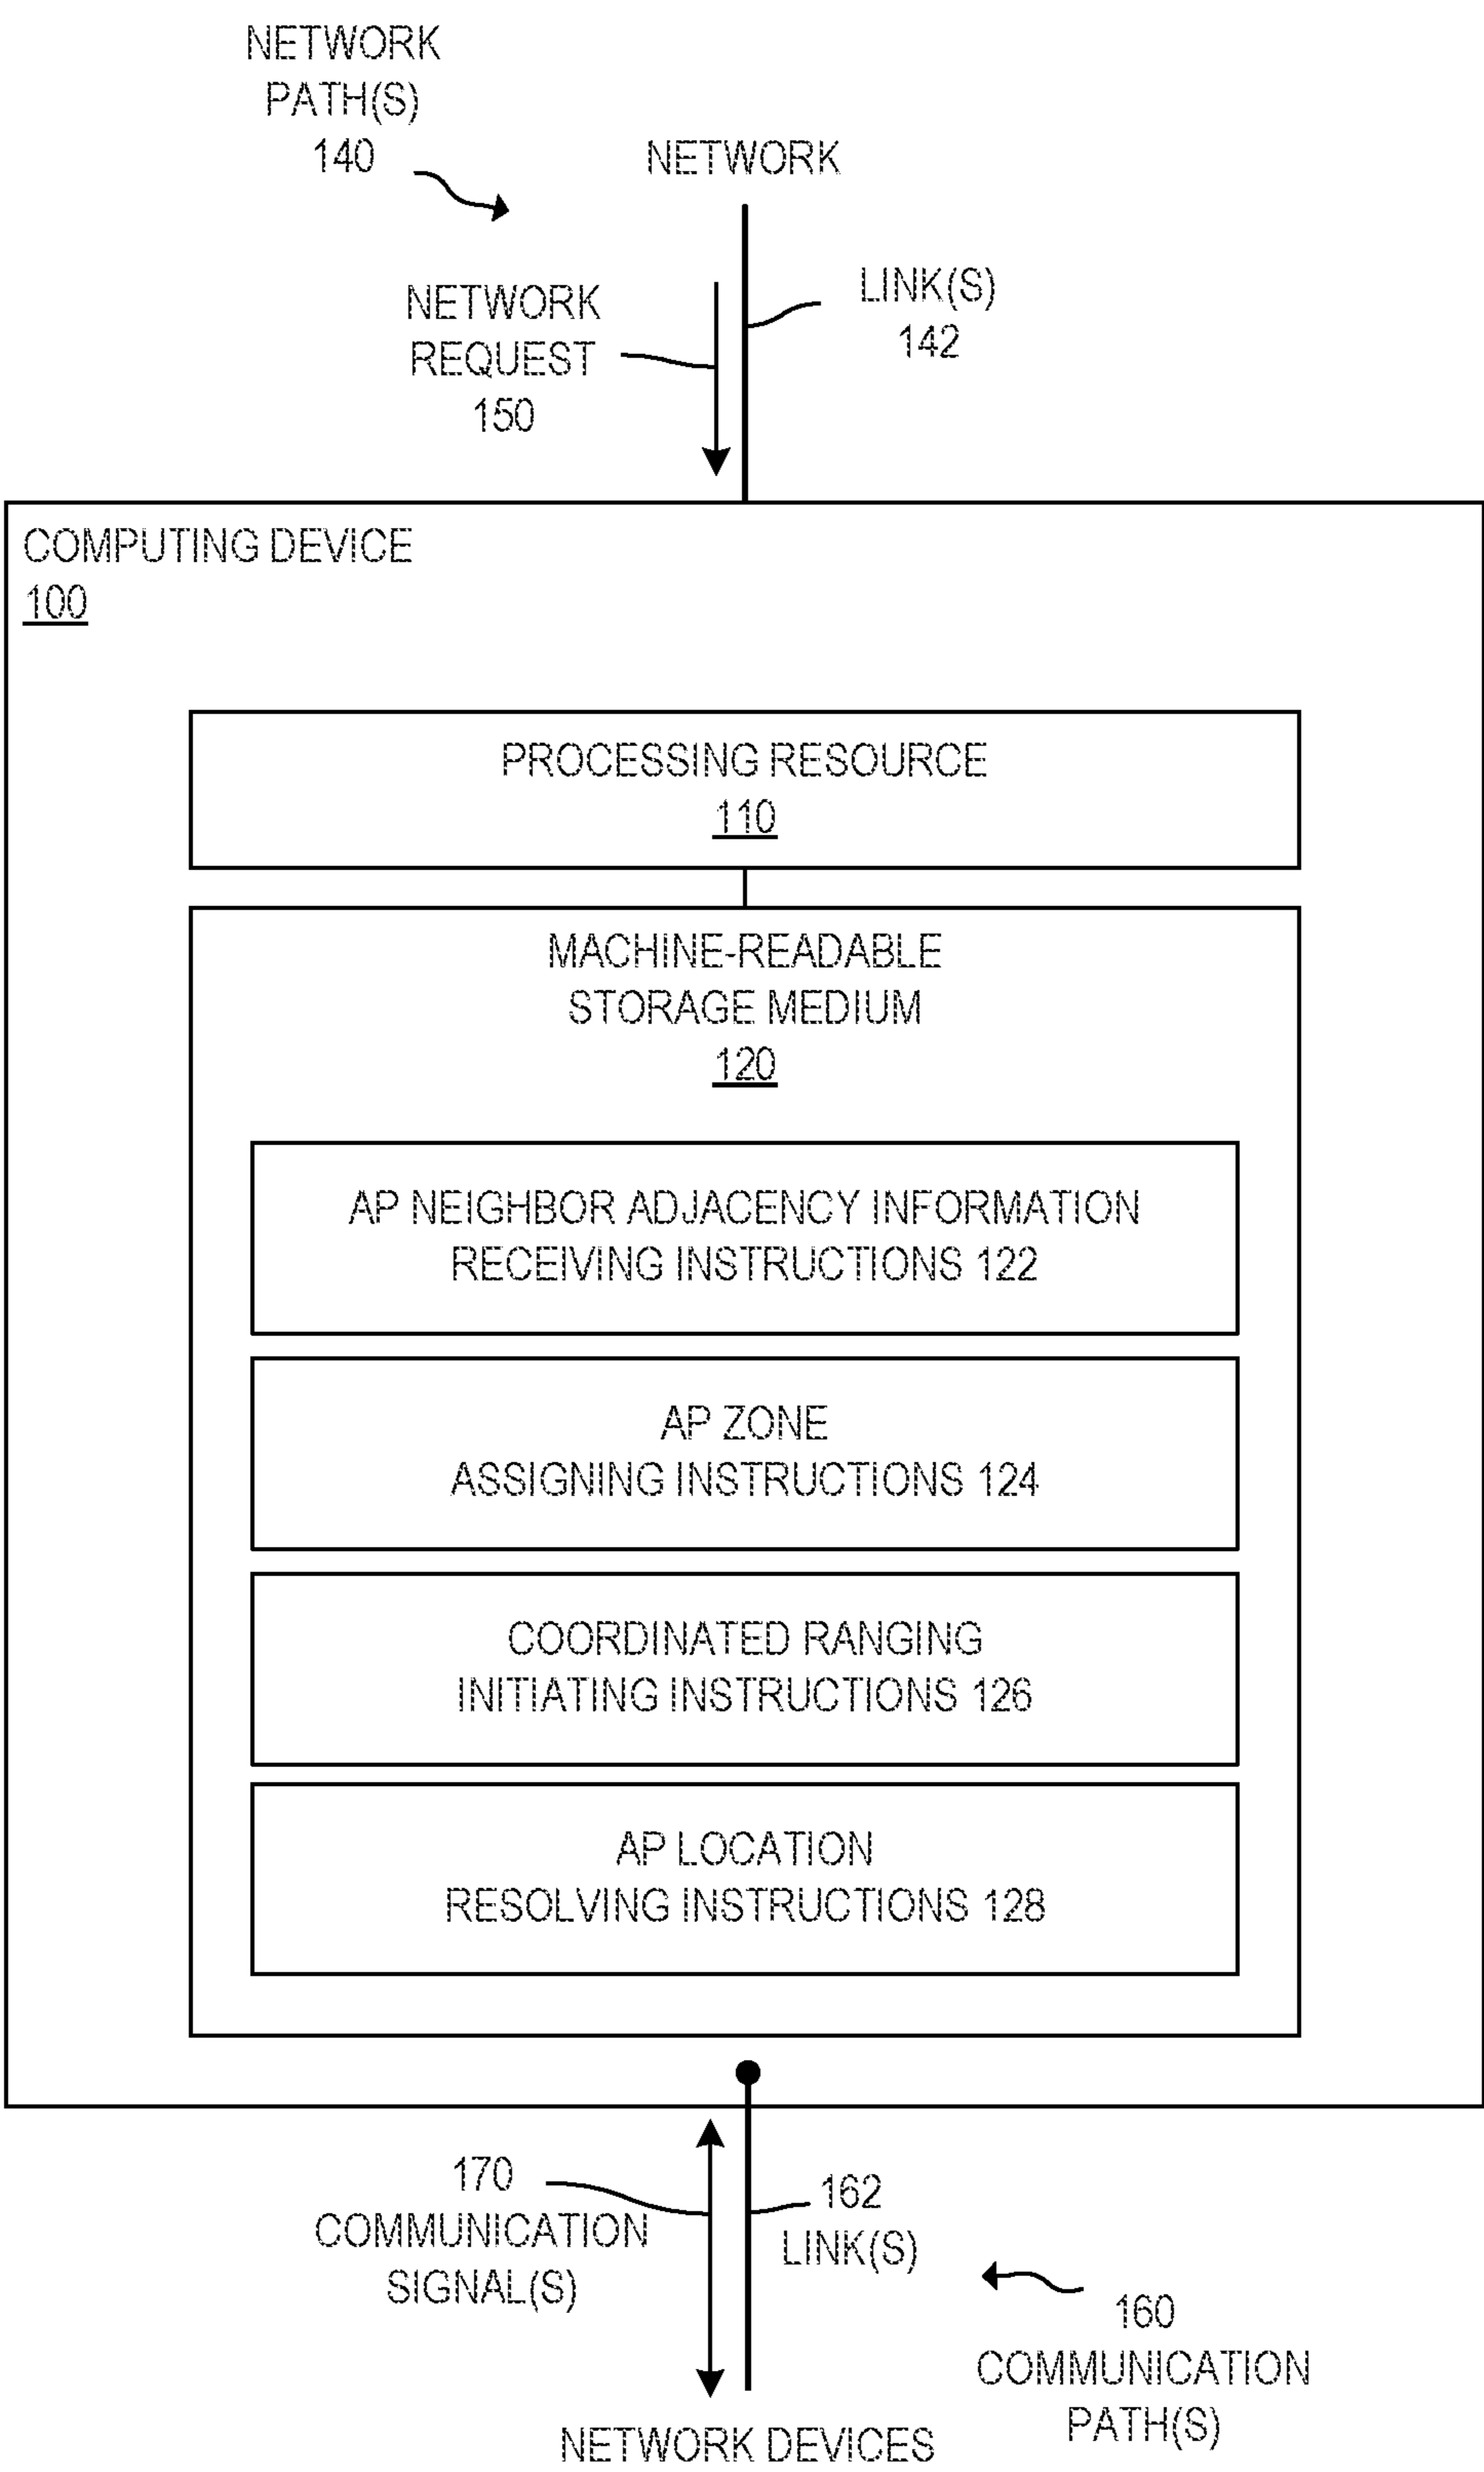 NETWORK
PATH(S)
140
NETWORK
LINK(S)
142
NETWORK
REQUEST
150
COMPUTING DEVICE
100
PROCESSING RESOURCE
110
MACHINE-READABLE
STORAGE MEDIUM
120
AP NEIGHBOR ADJACENCY INFORMATION
RECEIVING INSTRUCTIONS 122
AP ZONE
ASSIGNING INSTRUCTIONS 124
COORDINATED RANGING
INITIATING INSTRUCTIONS 126
AP LOCATION
RESOLVING INSTRUCTIONS 128
170
COMMUNICATION
SIGNAL(S)
162
LINK(S)
160
COMMUNICATION
PATH(S)
NETWORK DEVICES